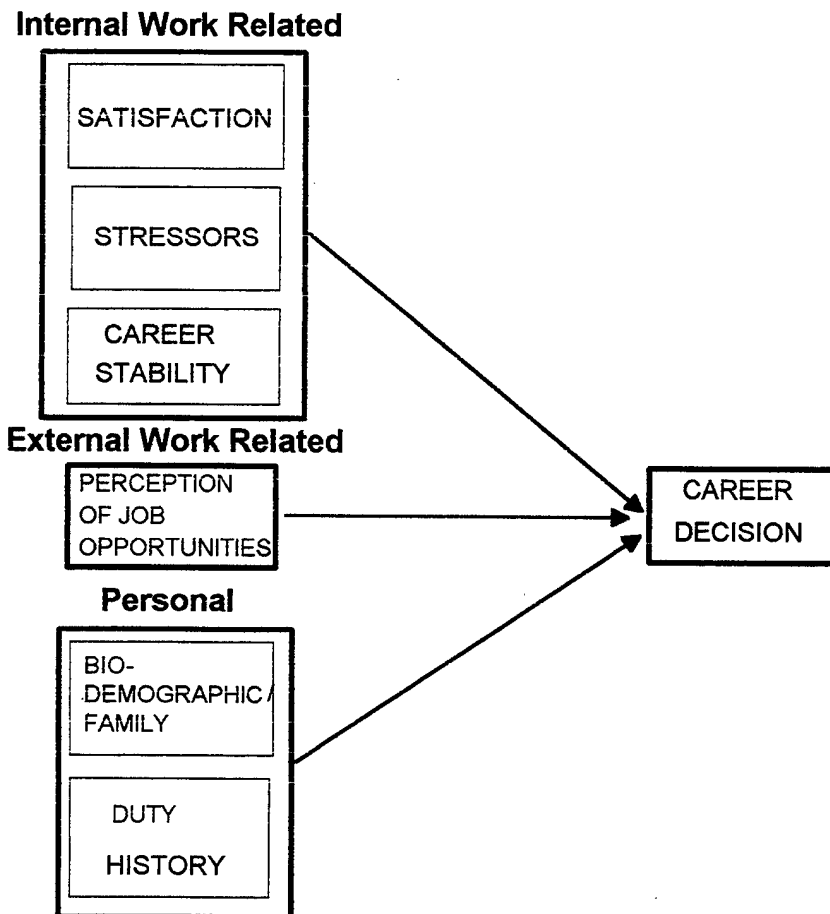 Internal Work Related
SATISFACTION
STRESSORS
CAREER
STABILITY
External Work Related
PERCEPTION
OF JOB
OPPORTUNITIES
CAREER
DECISION
Personal
BIO-
DEMOGRAPHIC/
FAMILY
DUTY
HISTORY